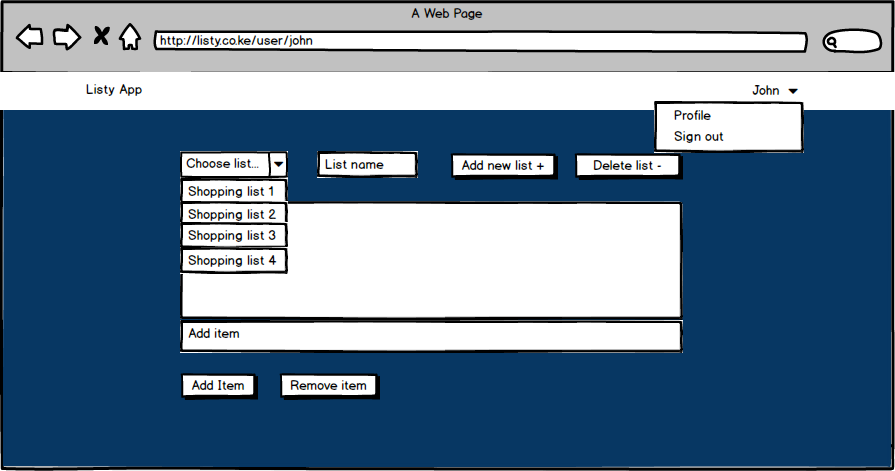 A Web Page
http://listy.co.ke/user/john
Listy App
John
Profile
Sign out
Choose list...
List name
Add new list +
Delete list -
Shopping list 1
Shopping list 2
Shopping list 3
Shopping list 4
Add item
Add Item
Remove item